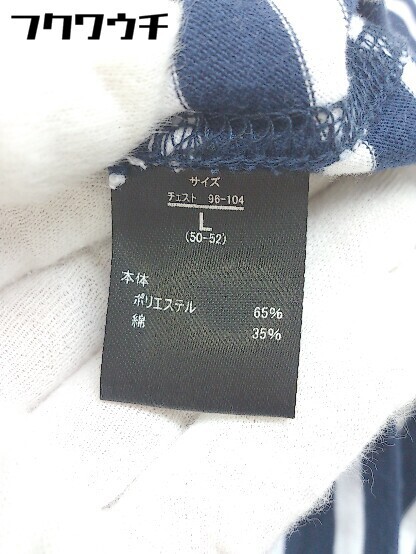 フクワウチ
サイズ
チェスト 96-104
L
(50-52)
本体
ポリエステル 65%
綿 35%